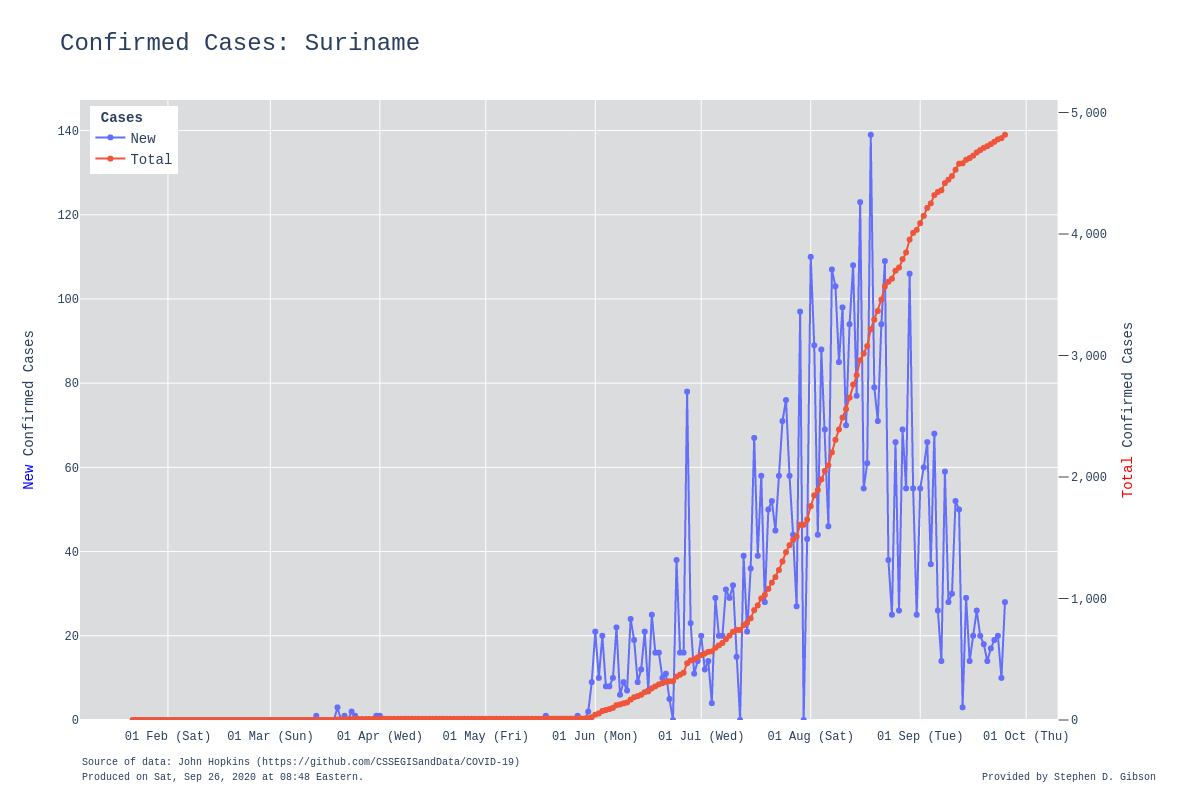 Confirmed Cases: Suriname
Cases
New
Total
140
120
100
80
60
40
20
0
5,000
4,000
3,000
2,000
1,000
0
New Confirmed Cases
Total Confirmed Cases
01 Feb (Sat)
01 Mar (Sun)
01 Apr (Wed)
01 May (Fri)
01 Jun (Mon)
01 Jul (Wed)
01 Aug (Sat)
01 Sep (Tue)
01 Oct (Thu)
Source of data: John Hopkins (https://github.com/CSSEGISandData/COVID-19)
Produced on Sat, Sep 26, 2020 at 08:48 Eastern.
Provided by Stephen D. Gibson